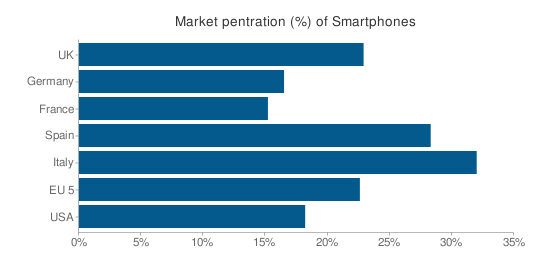 Market pentration (%) of Smartphones
UK
Germany
France
Spain
Italy
EU 5
USA
0% 5% 10% 15% 20% 25% 30% 35%